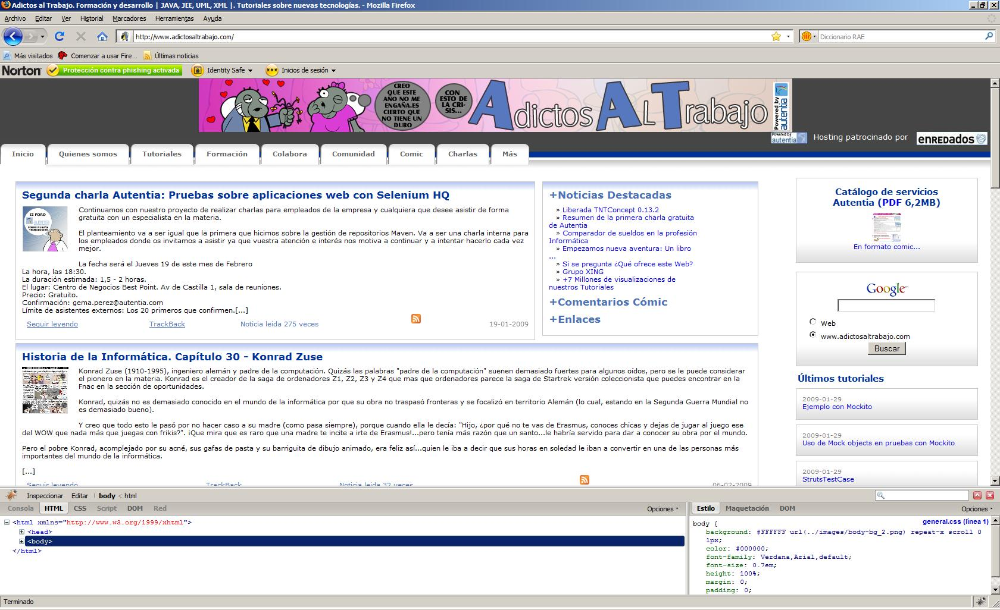 Adictos al Trabajo. Formación y desarrollo | JAVA, JEE, UML, XML |. Tutoriales sobre nuevas tecnologías. - Mozilla Firefox
Archivo Editar Ver Historial Marcadores Herramientas Ayuda
http://www.adictosaltrabajo.com/
Diccionario RAE
Más visitados Comenzar a usar Fire... Últimas noticias
Norton Protección contra phishing activada Identity Safe Inicios de sesión
CREO
QUE ESTE
AÑO NO ME
ENGAÑA.ES
CIERTO QUE
NO TIENE UN
DURO
CON
ESTO DE
LA CRI-
SIS...
ADICTOS AL TRABAJO
Powered by
autentia
Powered by
autentia
Hosting patrocinado por
ENREDADOS
Inicio Quienes somos Tutoriales Formación Colabora Comunidad Comic Charlas Más
Segunda charla Autentia: Pruebas sobre aplicaciones web con Selenium HQ
II FORO
autentia
SOBRE NUEVAS
TECNOLOGIAS
Continuamos con nuestro proyecto de realizar charlas para empleados de la empresa y cualquiera que desee asistir de forma
gratuita con un especialista en la materia.
El planteamiento va a ser igual que la primera que hicimos sobre la gestión de repositorios Maven. Va a ser una charla interna para
los empleados donde os invitamos a asistir ya que vuestra atención e interés nos motiva a continuar y a intentar hacerlo cada vez
mejor.
La fecha será el Jueves 19 de este mes de Febrero
La hora, las 18:30.
La duración estimada: 1,5 - 2 horas.
El lugar: Centro de Negocios Best Point. Av de Castilla 1, sala de reuniones.
Precio: Gratuito.
Confirmación: gema.perez@autentia.com
Límite de asistentes externos: Los 20 primeros que confirmen.[...]
Seguir leyendo TrackBack Noticia leida 275 veces 19-01-2009
+Noticias Destacadas
» Liberada TNTConcept 0.13.2
» Resumen de la primera charla gratuita
de Autentia
» Comparador de sueldos en la profesión
Informática
» Empezamos nueva aventura: Un libro
...
» Si se pregunta ¿Qué ofrece este Web?
» Grupo XING
» +7 Millones de visualizaciones de
nuestros Tutoriales
+Comentarios Cómic
+Enlaces
Historia de la Informática. Capítulo 30 - Konrad Zuse
Konrad Zuse (1910-1995), ingeniero alemán y padre de la computación. Quizás las palabras "padre de la computación" suenen demasiado fuertes para algunos oídos, pero se le puede considerar
el pionero en la materia. Konrad es el creador de la saga de ordenadores Z1, Z2, Z3 y Z4 que mas que ordenadores parece la saga de Startrek versión coleccionista que puedes encontrar en la
Fnac en la sección de oportunidades.
Konrad, quizás no es demasiado conocido en el mundo de la informática por que su obra no traspasó fronteras y se focalizó en territorio Alemán (lo cual, estando en la Segunda Guerra Mundial no
es demasiado bueno).
Y creo que todo esto le pasó por no hacer caso a su madre (como pasa siempre), porque cuando ella le decía: "Hijo, ¿por qué no te vas de Erasmus, conoces chicas y dejas de jugar al juego ese
del WOW que nada más que juegas con frikis?". ¡Que mira que es raro que una madre te incite a irte de Erasmus!...pero tenía más razón que un santo...le habría servido para dar a conocer su obra por el mundo.
Pero el pobre Konrad, acomplejado por su acné, sus gafas de pasta y su barriguita de dibujo animado, era feliz así...quien le iba a decir que sus horas en soledad le iban a convertir en una de las personas más
importantes del mundo de la informática.
[...]
Seguir leyendo TrackBack Noticia leida 32 veces 06-02-2009
Catálogo de servicios
Autentia (PDF 6,2MB)
En formato comic...
Google
Web
www.adictosaltrabajo.com
Buscar
Últimos tutoriales
2009-01-29
Ejemplo con Mockito
2009-01-29
Uso de Mock objects en pruebas con Mockito
2009-01-29
StrutsTestCase
Inspeccionar Editar body < html
Consola HTML CSS Script DOM Red Opciones
<html xmlns="http://www.w3.org/1999/xhtml">
<head>
<body>
</html>
Estilo Maquetación DOM Opciones
body { general.css (línea 1)
background: #FFFFFF url(../images/body-bg_2.png) repeat-x scroll 0
1px;
color: #000000;
font-family: Verdana,Arial,default;
font-size: 0.7em;
height: 100%;
margin: 0;
padding: 0;
Terminado